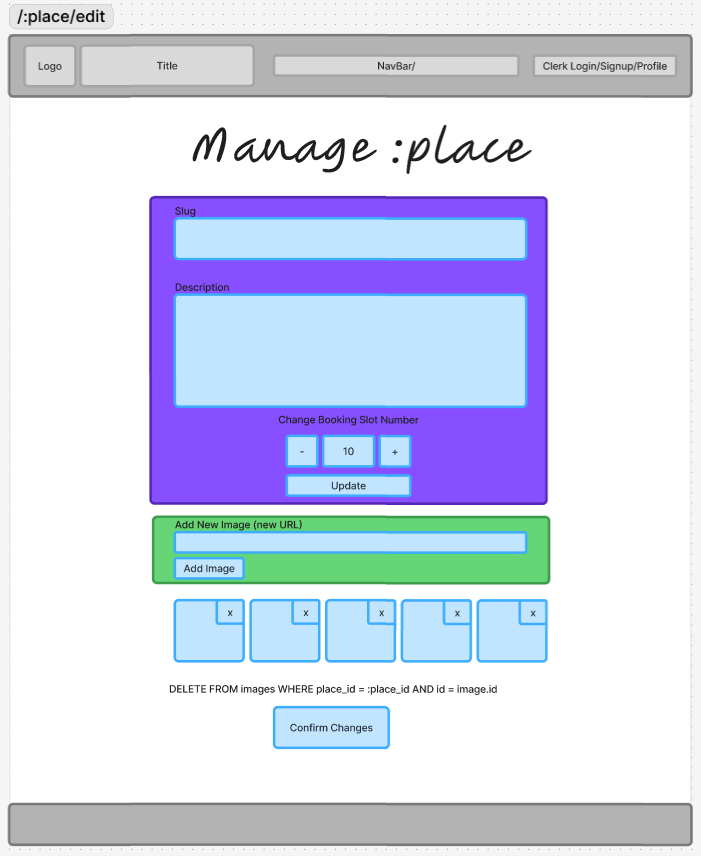 /:place/edit
Logo
Title
NavBar/
Clerk Login/Signup/Profile
Manage :place
Slug
Description
Change Booking Slot Number
-
10
+
Update
Add New Image (new URL)
Add Image
x
x
x
x
x
DELETE FROM images WHERE place_id = :place_id AND id = image.id
Confirm Changes